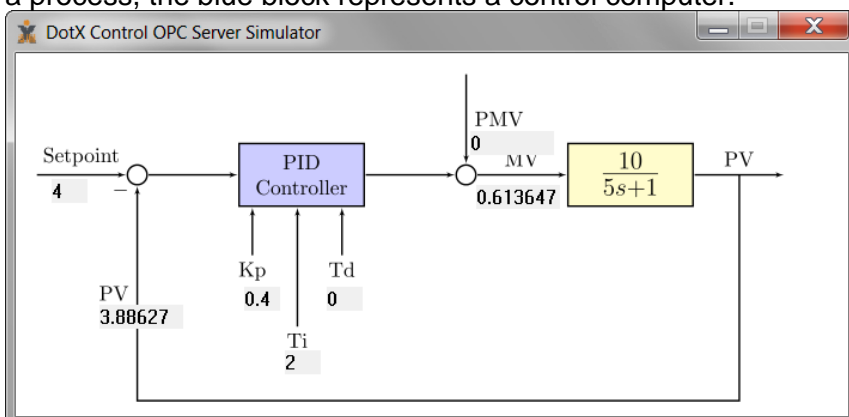 a process, the blue block represents a control computer.
DotX Control OPC Server Simulator
X
PMV
0
Setpoint
4
−
PID
Controller
MV
0.613647
10
5s+1
PV
Kp
0.4
Td
0
PV
3.88627
Ti
2